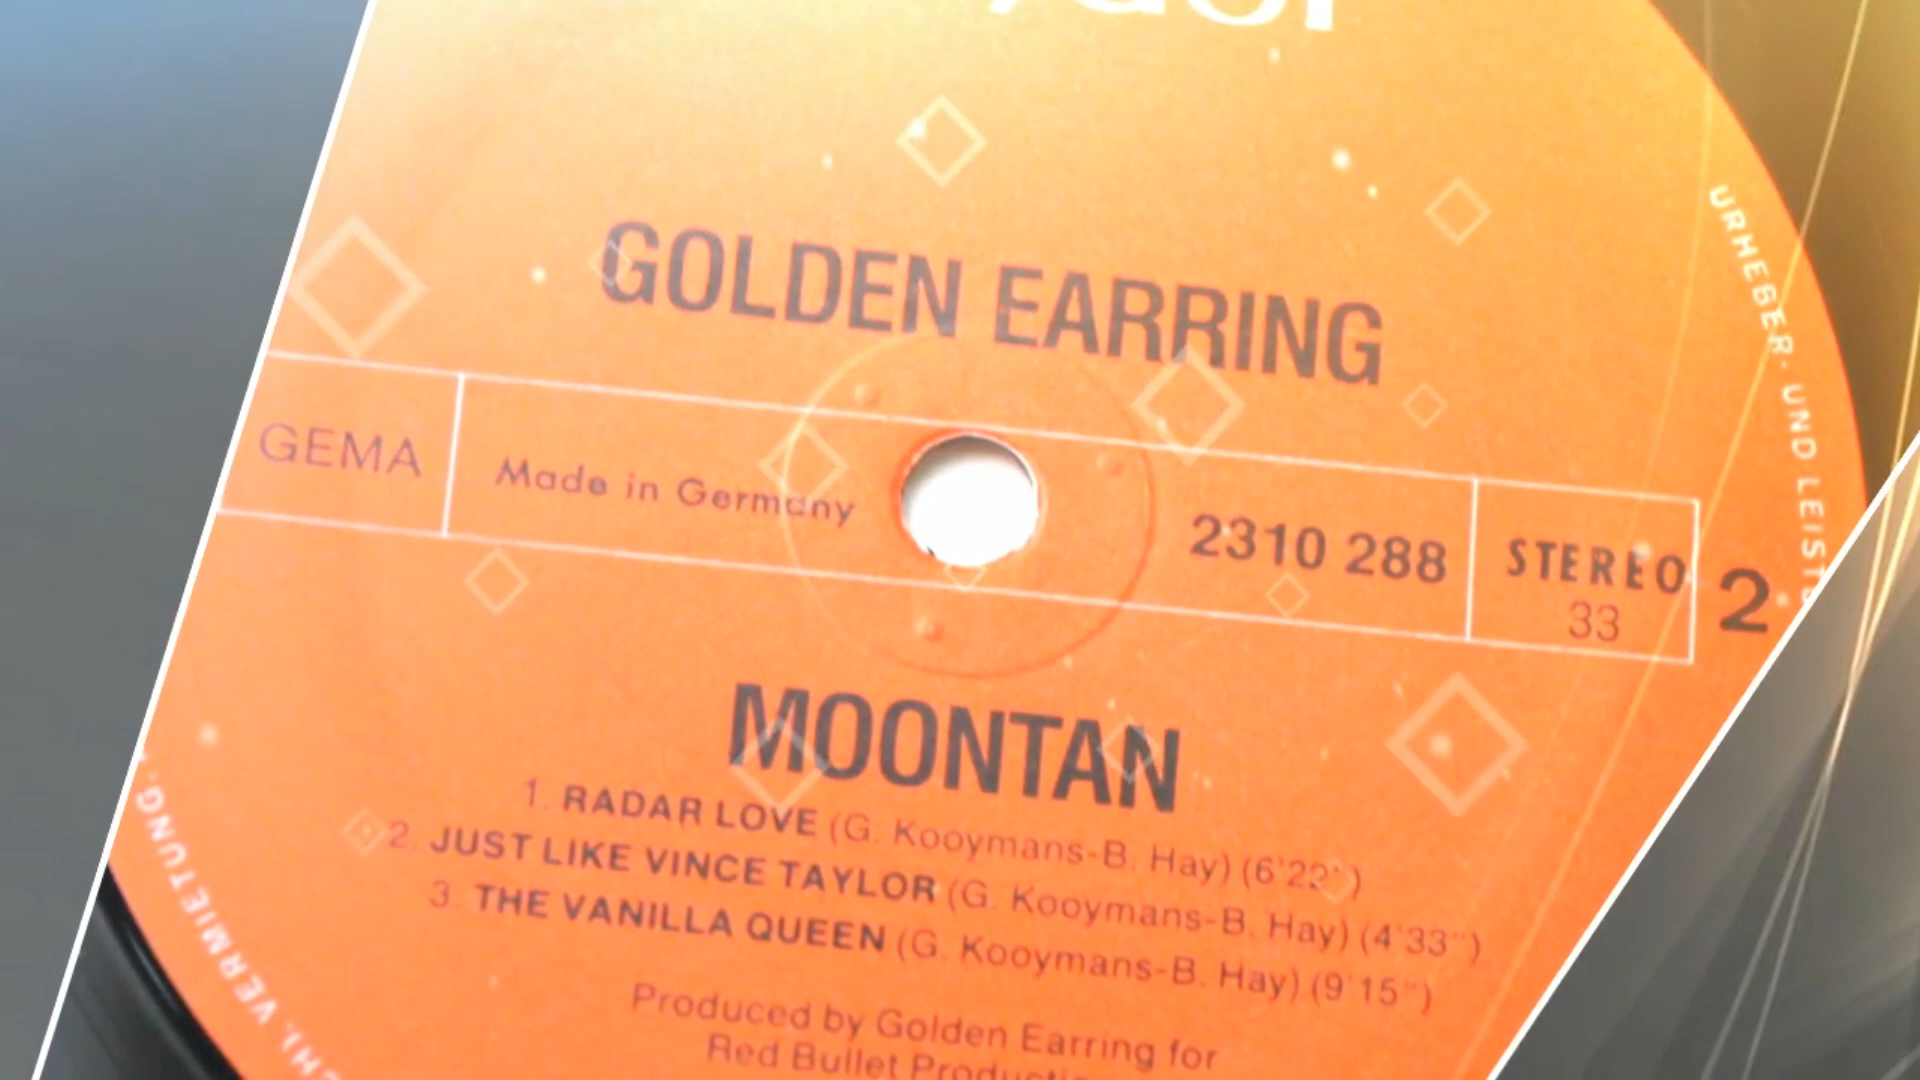 GOLDEN EARRING
GEMA
Made in Germany
2310 288
STEREO
33
2
MOONTAN
1. RADAR LOVE (G. Kooymans-B. Hay) (6'22")
2. JUST LIKE VINCE TAYLOR (G. Kooymans-B. Hay) (4'33")
3. THE VANILLA QUEEN (G. Kooymans-B. Hay) (9'15")
Produced by Golden Earring for
Red Bullet
URHEBER- UND
VERMIETUNG,